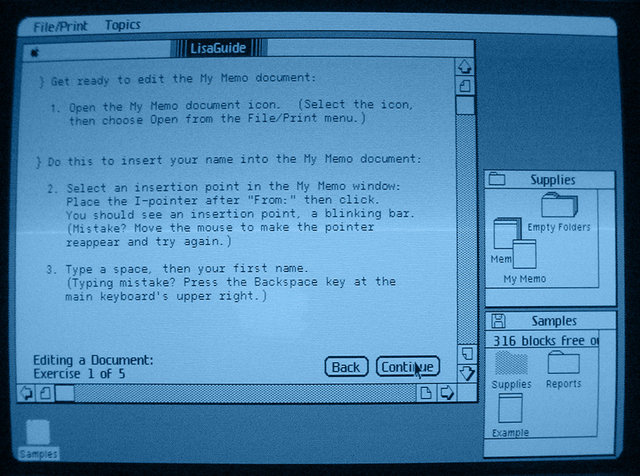 File/Print Topics
LisaGuide
} Get ready to edit the My Memo document:
1. Open the My Memo document icon. (Select the icon,
then choose Open from the File/Print menu.)
} Do this to insert your name into the My Memo document:
2. Select an insertion point in the My Memo window:
Place the I-pointer after "From:" then click.
You should see an insertion point, a blinking bar.
(Mistake? Move the mouse to make the pointer
reappear and try again.)
3. Type a space, then your first name.
(Typing mistake? Press the Backspace key at the
main keyboard's upper right.)
Editing a Document:
Exercise 1 of 5
Back Continue
Supplies
Empty Folders
Mem
My Memo
Samples
316 blocks free o
Supplies Reports
Example
Samples